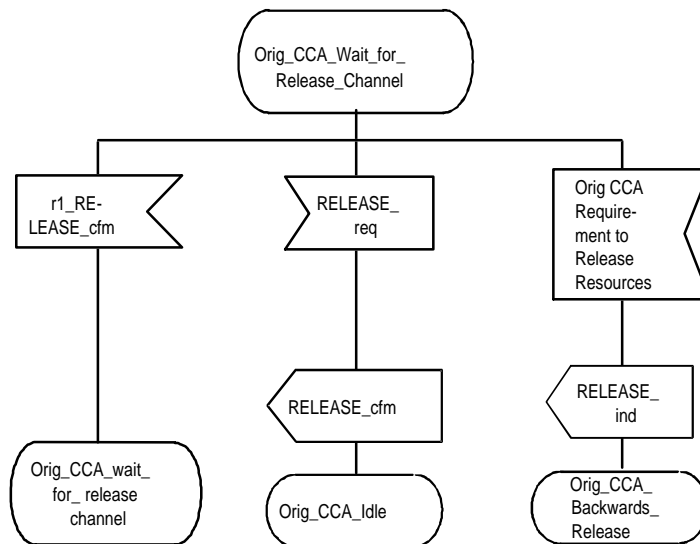 Orig_CCA_Wait_for_
Release_Channel
r1_RE-
LEASE_cfm
RELEASE_
req
Orig CCA
Require-
ment to
Release
Resources
RELEASE_cfm
RELEASE_
ind
Orig_CCA_wait_
for_ release
channel
Orig_CCA_Idle
Orig_CCA_
Backwards_
Release